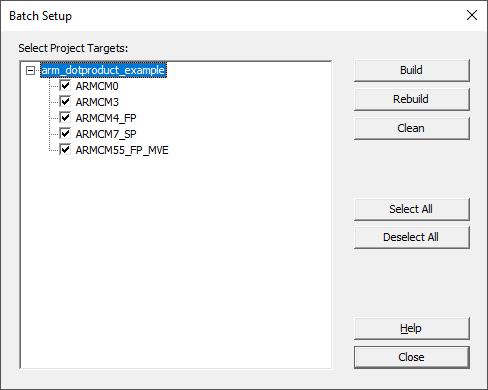 Batch Setup
Select Project Targets:
arm_dotproduct_example
ARMCM0
ARMCM3
ARMCM4_FP
ARMCM7_SP
ARMCM55_FP_MVE
Build
Rebuild
Clean
Select All
Deselect All
Help
Close